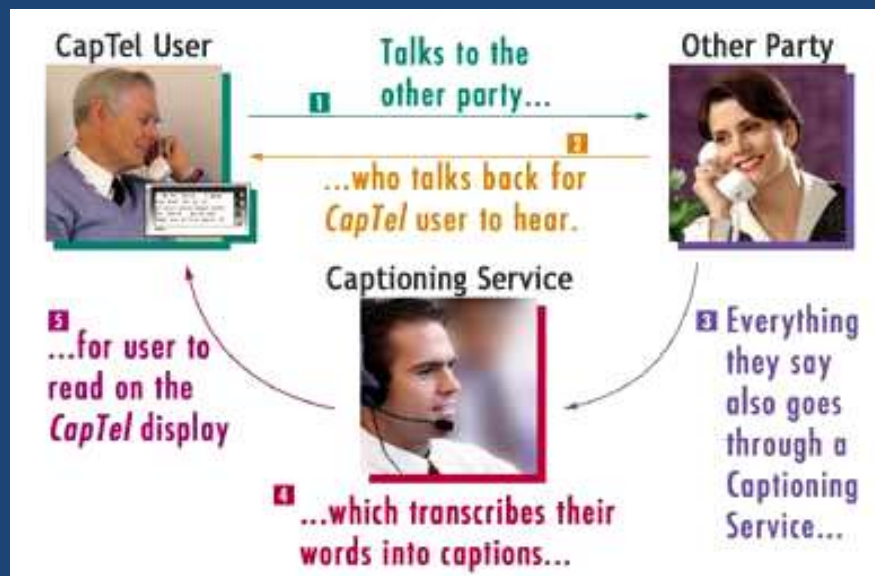 CapTel User
Talks to the
other party...
Other Party
1
2
...who talks back for
CapTel user to hear.
Captioning Service
3 Everything
they say
also goes
through a
Captioning
Service...
4 ...which transcribes their
words into captions...
5
...for user to
read on the
CapTel display